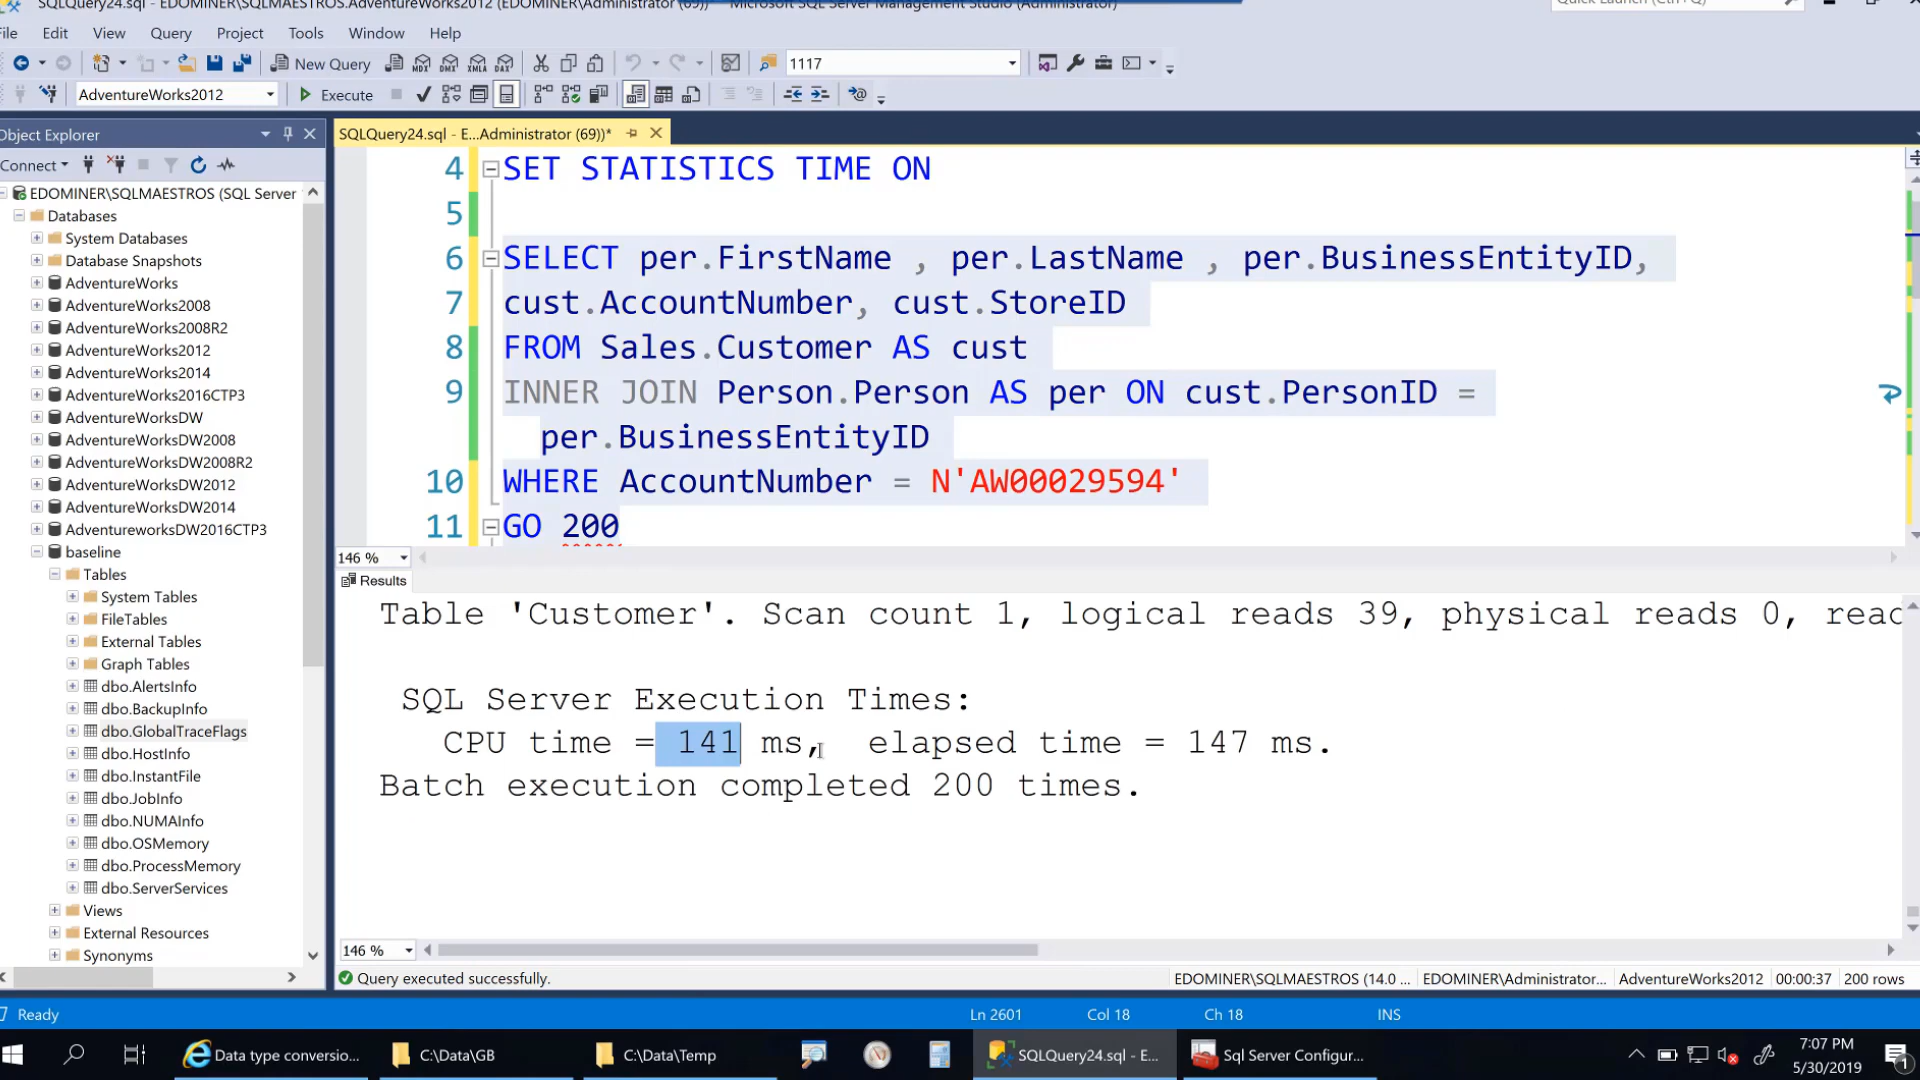 SQLQuery24.sql - EDOMINER\SQLMAESTROS.AdventureWorks2012 (EDOMINER\Administrator (69))* - Microsoft SQL Server Management Studio (Administrator)
Quick Launch (Ctrl+Q)
File Edit View Query Project Tools Window Help
New Query
MDX DMX XMLA DAX
1117
AdventureWorks2012
Execute
Object Explorer
Connect
EDOMINER\SQLMAESTROS (SQL Server
Databases
System Databases
Database Snapshots
AdventureWorks
AdventureWorks2008
AdventureWorks2008R2
AdventureWorks2012
AdventureWorks2014
AdventureWorks2016CTP3
AdventureWorksDW
AdventureWorksDW2008
AdventureWorksDW2008R2
AdventureWorksDW2012
AdventureWorksDW2014
AdventureworksDW2016CTP3
baseline
Tables
System Tables
FileTables
External Tables
Graph Tables
dbo.AlertsInfo
dbo.BackupInfo
dbo.GlobalTraceFlags
dbo.HostInfo
dbo.InstantFile
dbo.JobInfo
dbo.NUMAInfo
dbo.OSMemory
dbo.ProcessMemory
dbo.ServerServices
Views
External Resources
Synonyms
SQLQuery24.sql - E...Administrator (69))*
4 SET STATISTICS TIME ON
5
6 SELECT per.FirstName , per.LastName , per.BusinessEntityID,
7 cust.AccountNumber, cust.StoreID
8 FROM Sales.Customer AS cust
9 INNER JOIN Person.Person AS per ON cust.PersonID =
per.BusinessEntityID
10 WHERE AccountNumber = N'AW00029594'
11 GO 200
146 %
Results
Table 'Customer'. Scan count 1, logical reads 39, physical reads 0, read
SQL Server Execution Times:
CPU time = 141 ms, elapsed time = 147 ms.
Batch execution completed 200 times.
146 %
Query executed successfully.
EDOMINER\SQLMAESTROS (14.0 ... EDOMINER\Administrator... AdventureWorks2012 00:00:37 200 rows
Ready
Ln 2601 Col 18 Ch 18 INS
Data type conversio...
C:\Data\GB
C:\Data\Temp
SQLQuery24.sql - E...
Sql Server Configur...
7:07 PM
5/30/2019
1